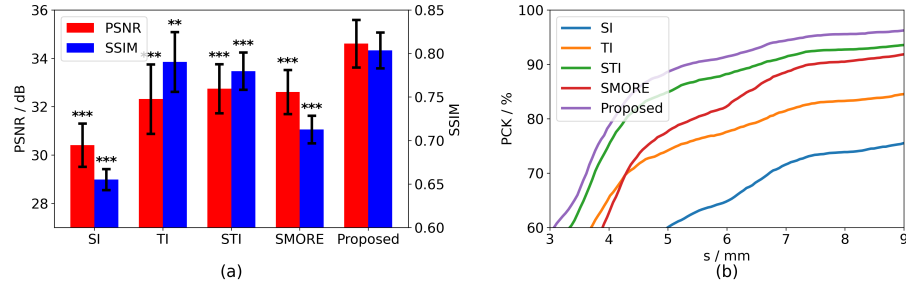 36
34
32
30
28
PSNR / dB
PSNR
SSIM
***
***
***
**
***
***
***
***
0.85
0.80
0.75
0.70
0.65
0.60
SSIM
SI TI STI SMORE Proposed
(a)
100
90
80
70
60
PCK / %
SI
TI
STI
SMORE
Proposed
3 4 5 6 7 8 9
s / mm
(b)